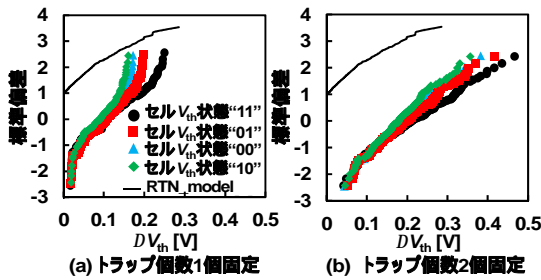 4
3
2
1
0
-1
-2
-3
標準偏差
セルVth状態“11”
セルVth状態“01”
セルVth状態“00”
セルVth状態“10”
RTN_model
0 0.1 0.2 0.3 0.4 0.5
DVth [V]
(a) トラップ個数1個固定
4
3
2
1
0
-1
-2
-3
標準偏差
0 0.1 0.2 0.3 0.4 0.5
DVth [V]
(b) トラップ個数2個固定